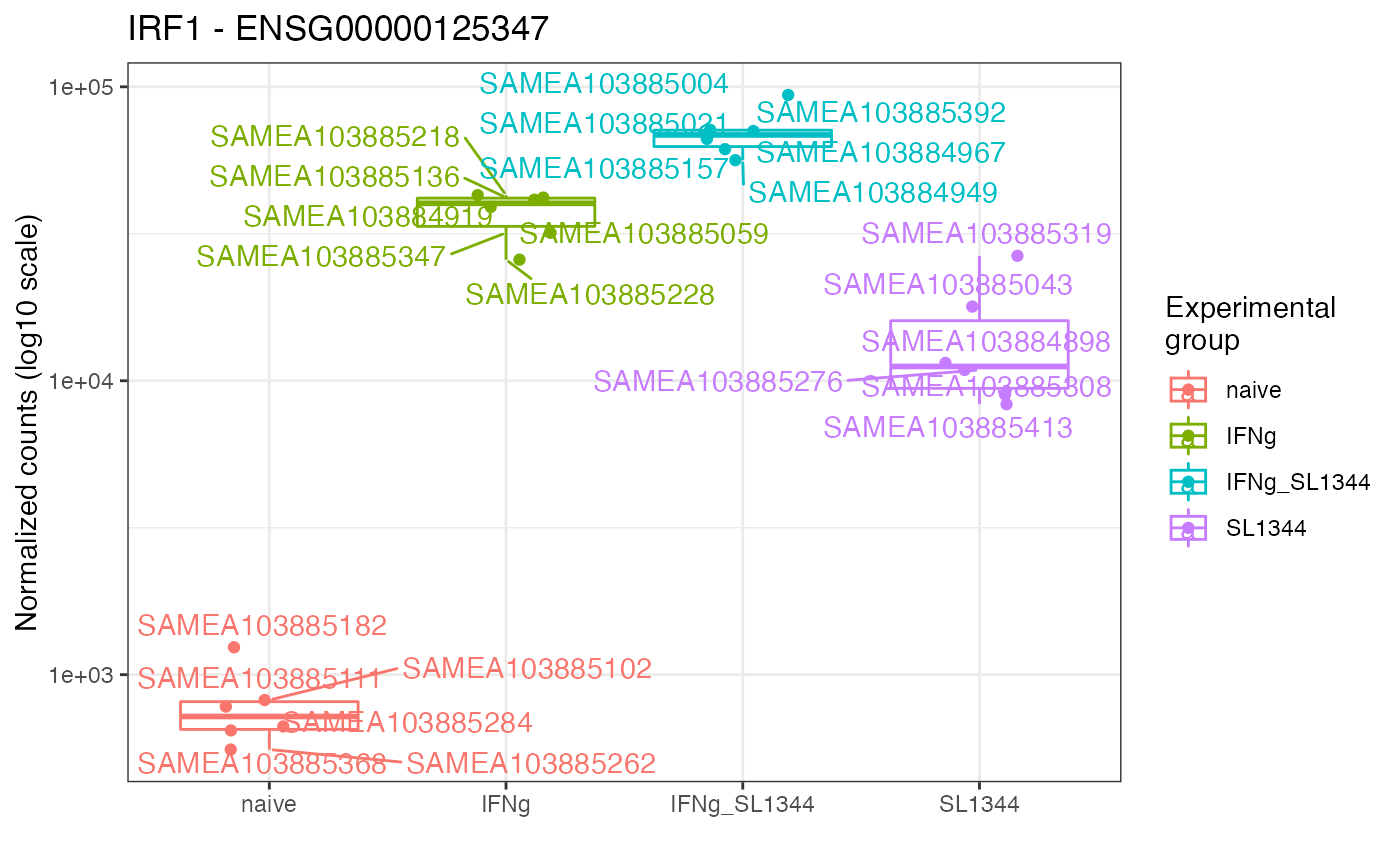 IRF1 - ENSG00000125347
Normalized counts (log10 scale)
1e+05
1e+04
1e+03
SAMEA103885004
SAMEA103885392
SAMEA103885021
SAMEA103885218
SAMEA103884967
SAMEA103885157
SAMEA103885136
SAMEA103884949
SAMEA103884919
SAMEA103885059
SAMEA103885319
SAMEA103885347
SAMEA103885043
SAMEA103885228
SAMEA103884898
SAMEA103885276
SAMEA103885308
SAMEA103885413
SAMEA103885182
SAMEA103885102
SAMEA103885111
SAMEA103885284
SAMEA103885368
SAMEA103885262
naive
IFNg
IFNg_SL1344
SL1344
Experimental
group
naive
IFNg
IFNg_SL1344
SL1344